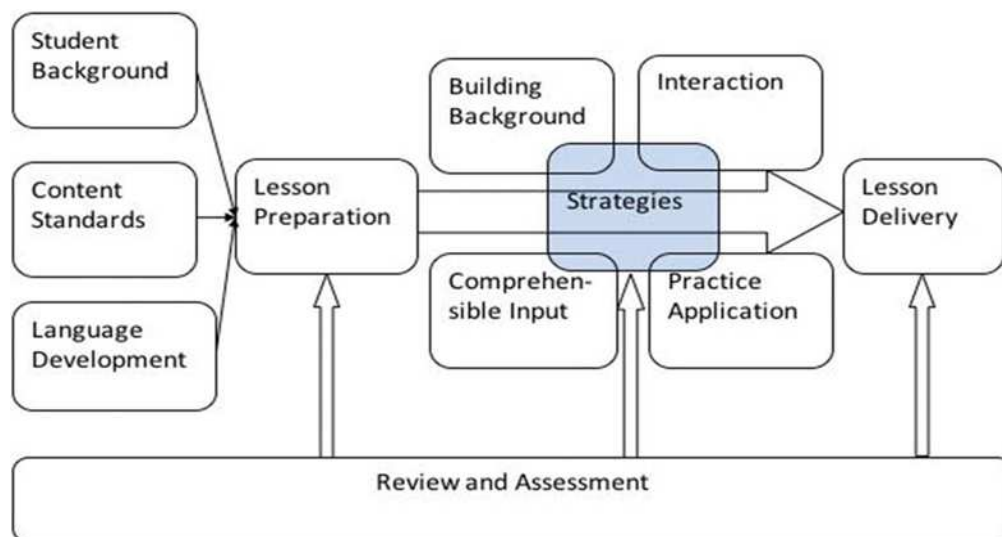 Student
Background
Content
Standards
Language
Development
Lesson
Preparation
Building
Background
Interaction
Strategies
Comprehen-
sible Input
Practice
Application
Lesson
Delivery
Review and Assessment